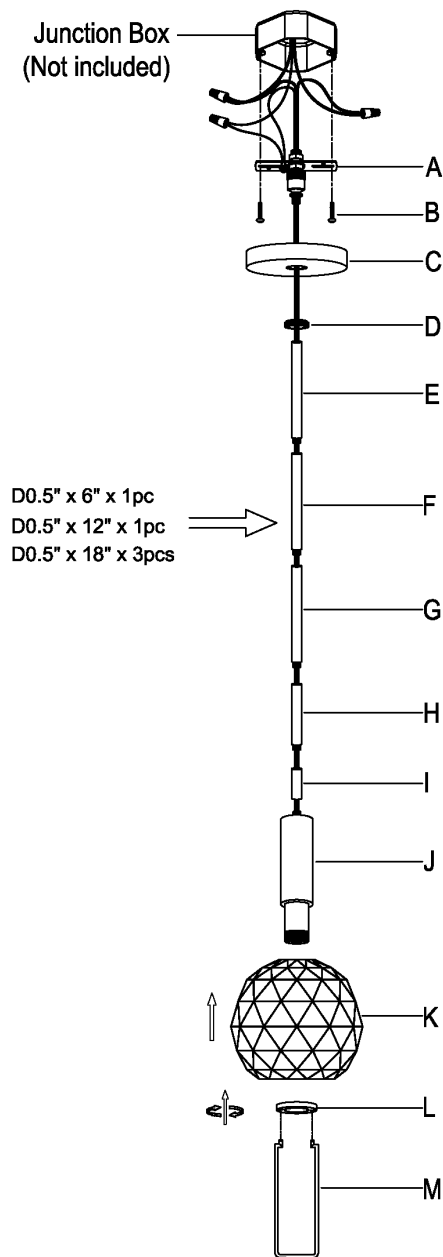 Junction Box
(Not included)
A
B
C
D
E
D0.5" x 6" x 1pc
D0.5" x 12" x 1pc
D0.5" x 18" x 3pcs
F
G
H
I
J
K
L
M